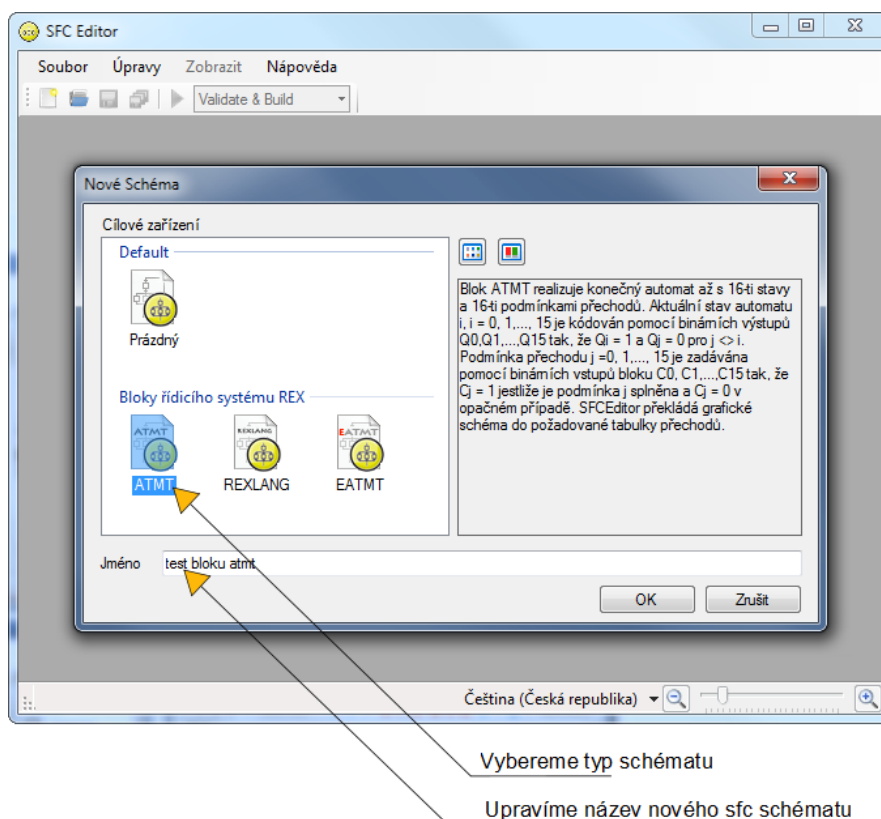 SFC Editor
Soubor Úpravy Zobrazit Nápověda
Validate & Build
Nové Schéma
Cílové zařízení
Default
Prázdný
Bloky řídicího systému REX
ATMT
REXLANG
EATMT
ATMT REXLANG EATMT
Blok ATMT realizuje konečný automat až s 16-ti stavy
a 16-ti podmínkami přechodů. Aktuální stav automatu
i, i = 0, 1,..., 15 je kódován pomocí binárních výstupů
Q0,Q1,...,Q15 tak, že Qi = 1 a Qj = 0 pro j <> i.
Podmínka přechodu j =0, 1,..., 15 je zadávána
pomocí binárních vstupů bloku C0, C1,...,C15 tak, že
Cj = 1 jestliže je podmínka j splněna a Cj = 0 v
opačném případě. SFCEditor překládá grafické
schéma do požadované tabulky přechodů.
Jméno test bloku atmt
OK Zrušit
Čeština (Česká republika)
Vybereme typ schématu
Upravíme název nového sfc schématu